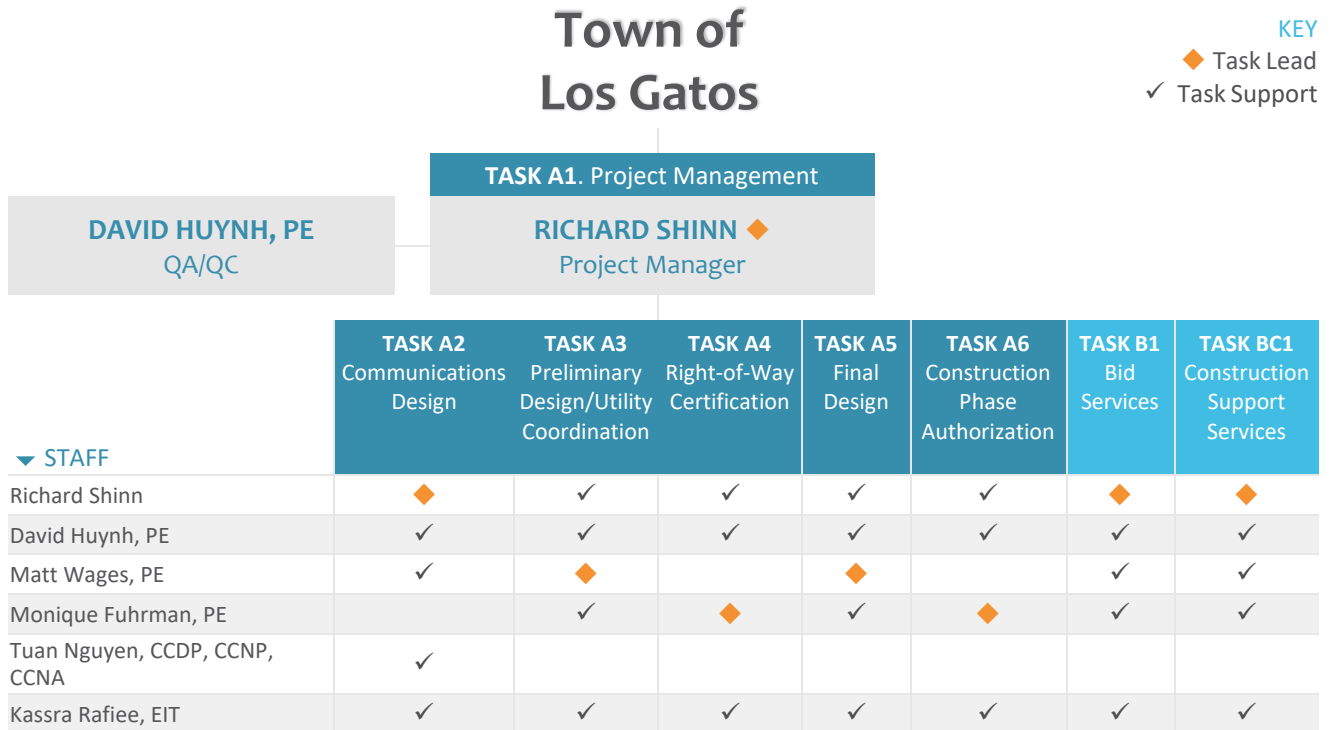 Town of
Los Gatos
KEY
◆ Task Lead
✓ Task Support
TASK A1. Project Management
DAVID HUYNH, PE
QA/QC
RICHARD SHINN ◆
Project Manager
STAFF
TASK A2
Communications
Design
TASK A3
Preliminary
Design/Utility
Coordination
TASK A4
Right-of-Way
Certification
TASK A5
Final
Design
TASK A6
Construction
Phase
Authorization
TASK B1
Bid
Services
TASK BC1
Construction
Support
Services
Richard Shinn ◆ ✓ ✓ ✓ ✓ ◆ ◆
David Huynh, PE ✓ ✓ ✓ ✓ ✓ ✓ ✓
Matt Wages, PE ✓ ◆ ◆ ✓ ✓
Monique Fuhrman, PE ✓ ◆ ✓ ◆ ✓ ✓
Tuan Nguyen, CCDP, CCNP,
CCNA ✓
Kassra Rafiee, EIT ✓ ✓ ✓ ✓ ✓ ✓ ✓